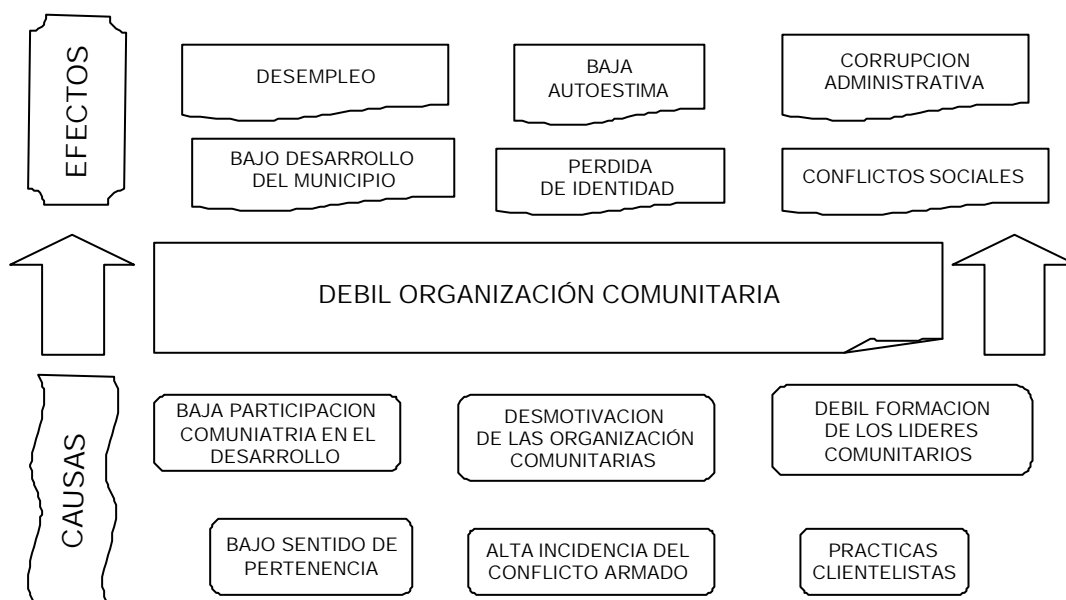 EFECTOS
DESEMPLEO
BAJA
AUTOESTIMA
CORRUPCION
ADMINISTRATIVA
BAJO DESARROLLO
DEL MUNICIPIO
PERDIDA
DE IDENTIDAD
CONFLICTOS SOCIALES
DEBIL ORGANIZACIÓN COMUNITARIA
CAUSAS
BAJA PARTICIPACION
COMUNIATRIA EN EL
DESARROLLO
DESMOTIVACION
DE LAS ORGANIZACIÓN
COMUNITARIAS
DEBIL FORMACION
DE LOS LIDERES
COMUNITARIOS
BAJO SENTIDO DE
PERTENENCIA
ALTA INCIDENCIA DEL
CONFLICTO ARMADO
PRACTICAS
CLIENTELISTAS